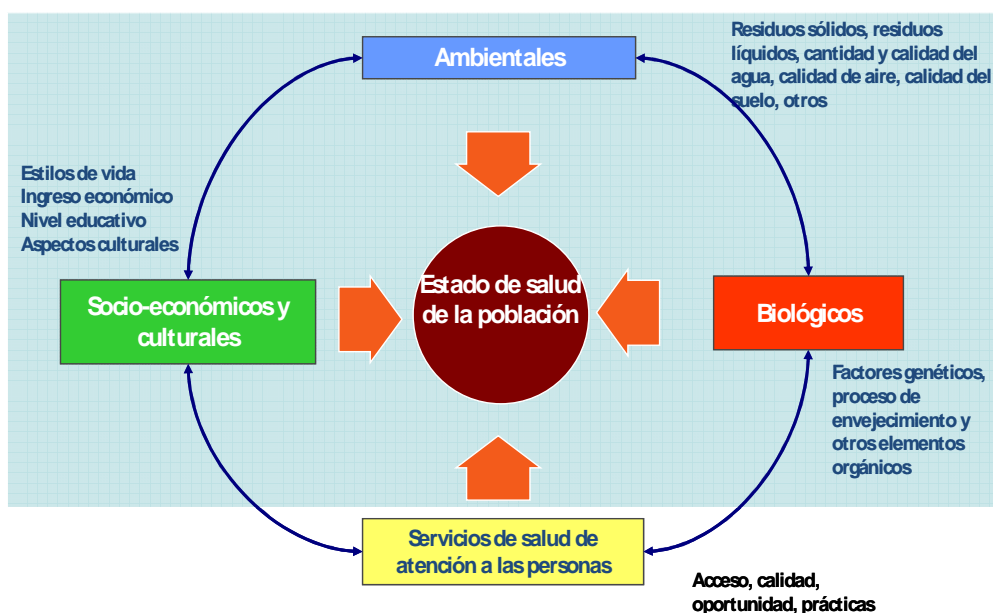 Ambientales
Residuos sólidos, residuos
líquidos, cantidad y calidad del
agua, calidad de aire, calidad del
suelo, otros
Estilos de vida
Ingreso económico
Nivel educativo
Aspectos culturales
Estado de salud
de la población
Socio-económicos y
culturales
Biológicos
Factores genéticos,
proceso de
envejecimiento y
otros elementos
orgánicos
Servicios de salud de
atención a las personas
Acceso, calidad,
oportunidad, prácticas